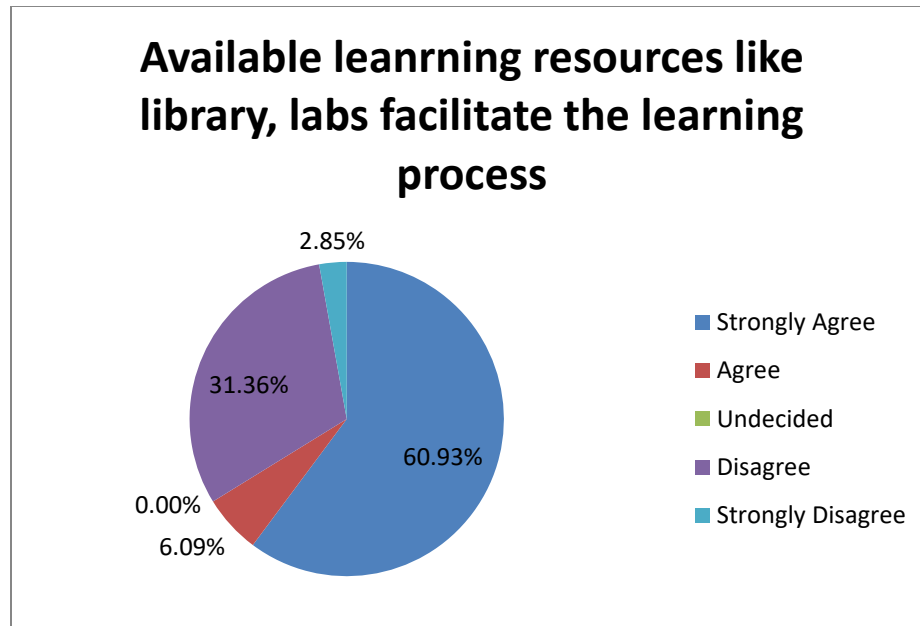 Available leanrning resources like
library, labs facilitate the learning
process
2.85%
31.36%
60.93%
0.00%
6.09%
Strongly Agree
Agree
Undecided
Disagree
Strongly Disagree